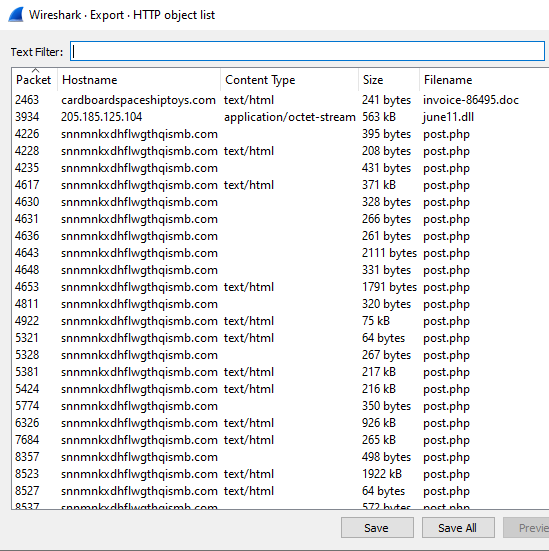 Wireshark · Export · HTTP object list
Text Filter:
Packet Hostname Content Type Size Filename
2463 cardboardspaceshiptoys.com text/html 241 bytes invoice-86495.doc
3934 205.185.125.104 application/octet-stream 563 kB june11.dll
4226 snnmnkxdhflwgthqismb.com 395 bytes post.php
4228 snnmnkxdhflwgthqismb.com text/html 208 bytes post.php
4235 snnmnkxdhflwgthqismb.com 431 bytes post.php
4617 snnmnkxdhflwgthqismb.com text/html 371 kB post.php
4630 snnmnkxdhflwgthqismb.com 328 bytes post.php
4631 snnmnkxdhflwgthqismb.com 266 bytes post.php
4636 snnmnkxdhflwgthqismb.com 261 bytes post.php
4643 snnmnkxdhflwgthqismb.com 2111 bytes post.php
4648 snnmnkxdhflwgthqismb.com 331 bytes post.php
4653 snnmnkxdhflwgthqismb.com text/html 1791 bytes post.php
4811 snnmnkxdhflwgthqismb.com 320 bytes post.php
4922 snnmnkxdhflwgthqismb.com text/html 75 kB post.php
5321 snnmnkxdhflwgthqismb.com text/html 64 bytes post.php
5328 snnmnkxdhflwgthqismb.com 267 bytes post.php
5381 snnmnkxdhflwgthqismb.com text/html 217 kB post.php
5424 snnmnkxdhflwgthqismb.com text/html 216 kB post.php
5774 snnmnkxdhflwgthqismb.com 350 bytes post.php
6326 snnmnkxdhflwgthqismb.com text/html 926 kB post.php
7684 snnmnkxdhflwgthqismb.com text/html 265 kB post.php
8357 snnmnkxdhflwgthqismb.com 498 bytes post.php
8523 snnmnkxdhflwgthqismb.com text/html 1922 kB post.php
8527 snnmnkxdhflwgthqismb.com text/html 64 bytes post.php
8537 snnmnkxdhflwgthqismb.com 572 bytes post.php
Save Save All Previe